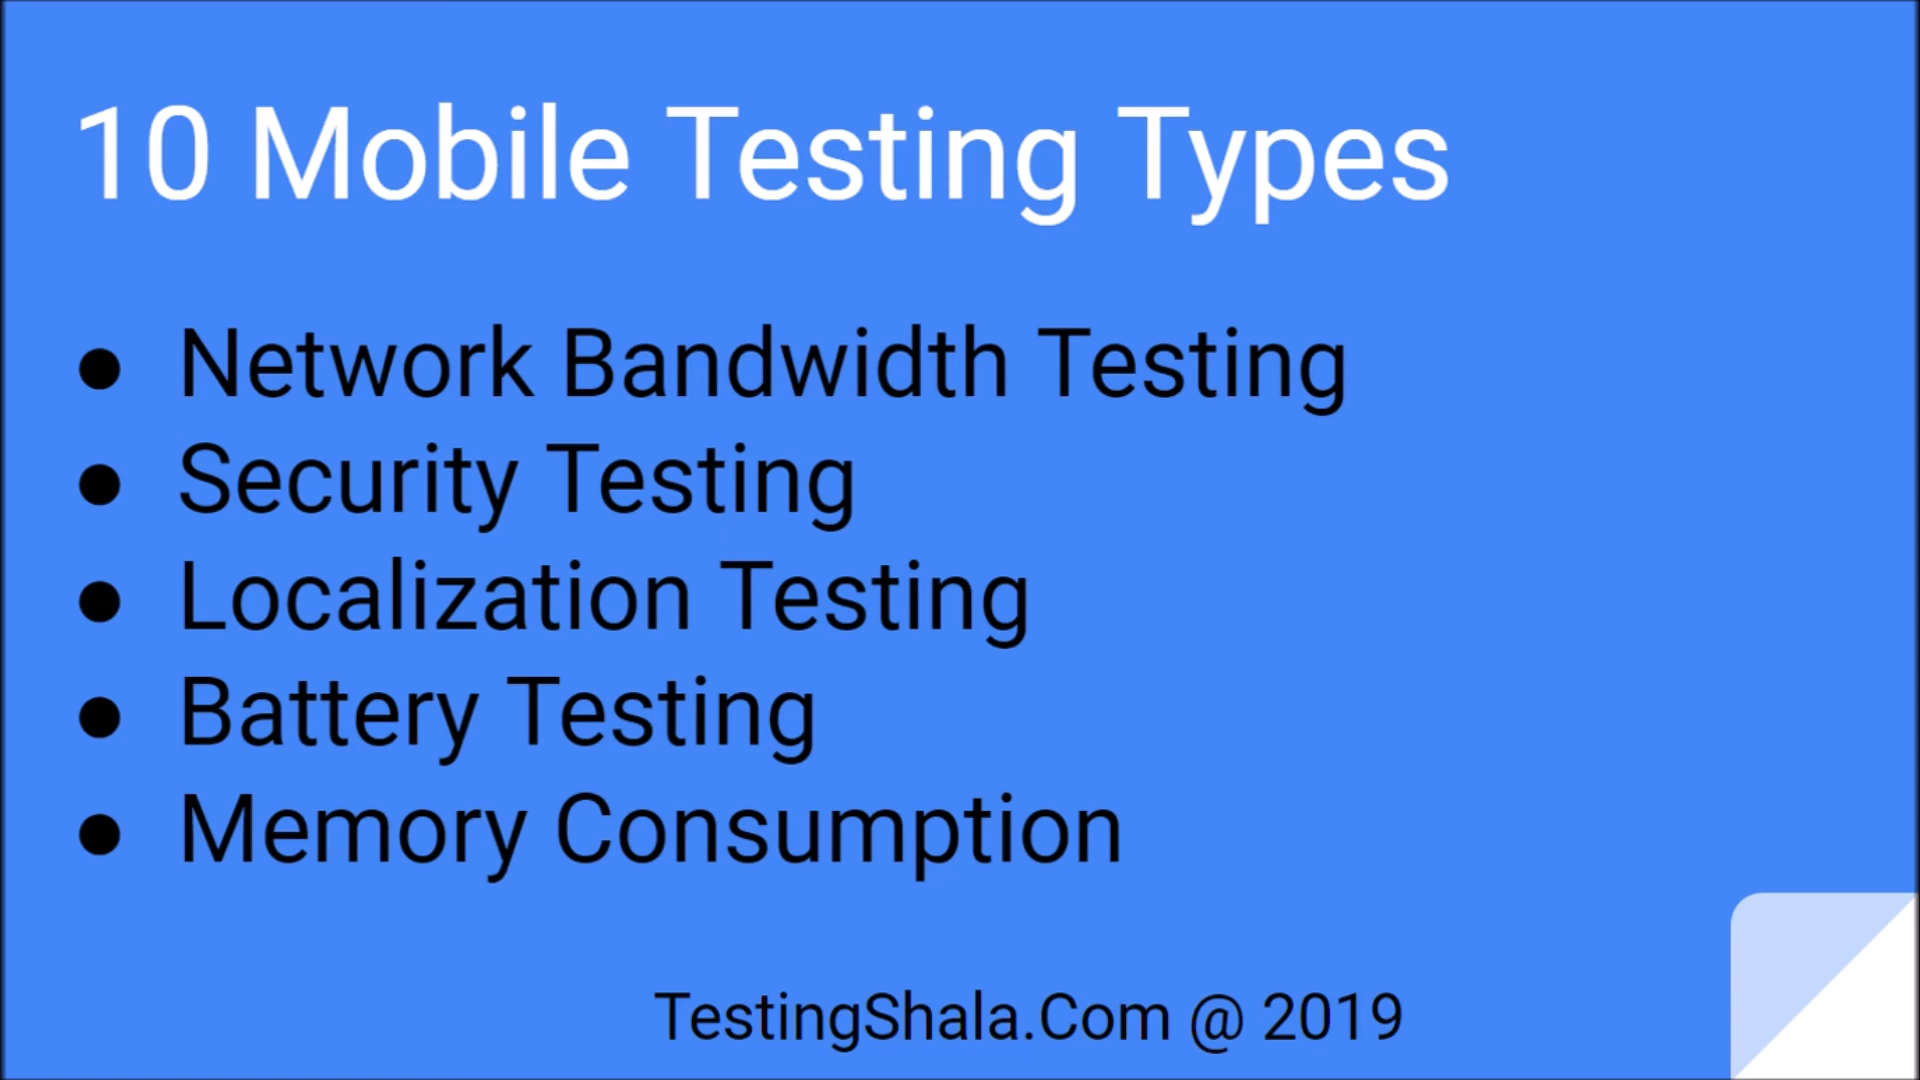 10 Mobile Testing Types
● Network Bandwidth Testing
● Security Testing
● Localization Testing
● Battery Testing
● Memory Consumption
TestingShala.Com @ 2019